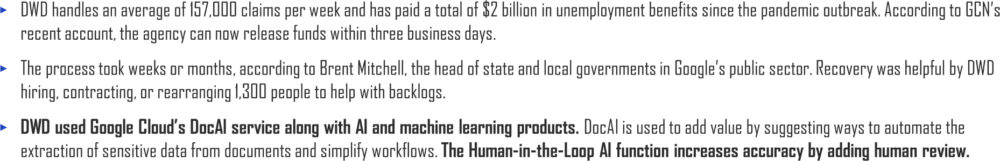 ▸ DWD handles an average of 157,000 claims per week and has paid a total of $2 billion in unemployment benefits since the pandemic outbreak. According to GCN's
recent account, the agency can now release funds within three business days.
▸ The process took weeks or months, according to Brent Mitchell, the head of state and local governments in Google's public sector. Recovery was helpful by DWD
hiring, contracting, or rearranging 1,300 people to help with backlogs.
▸ DWD used Google Cloud's DocAI service along with AI and machine learning products. DocAI is used to add value by suggesting ways to automate the
extraction of sensitive data from documents and simplify workflows. The Human-in-the-Loop AI function increases accuracy by adding human review.